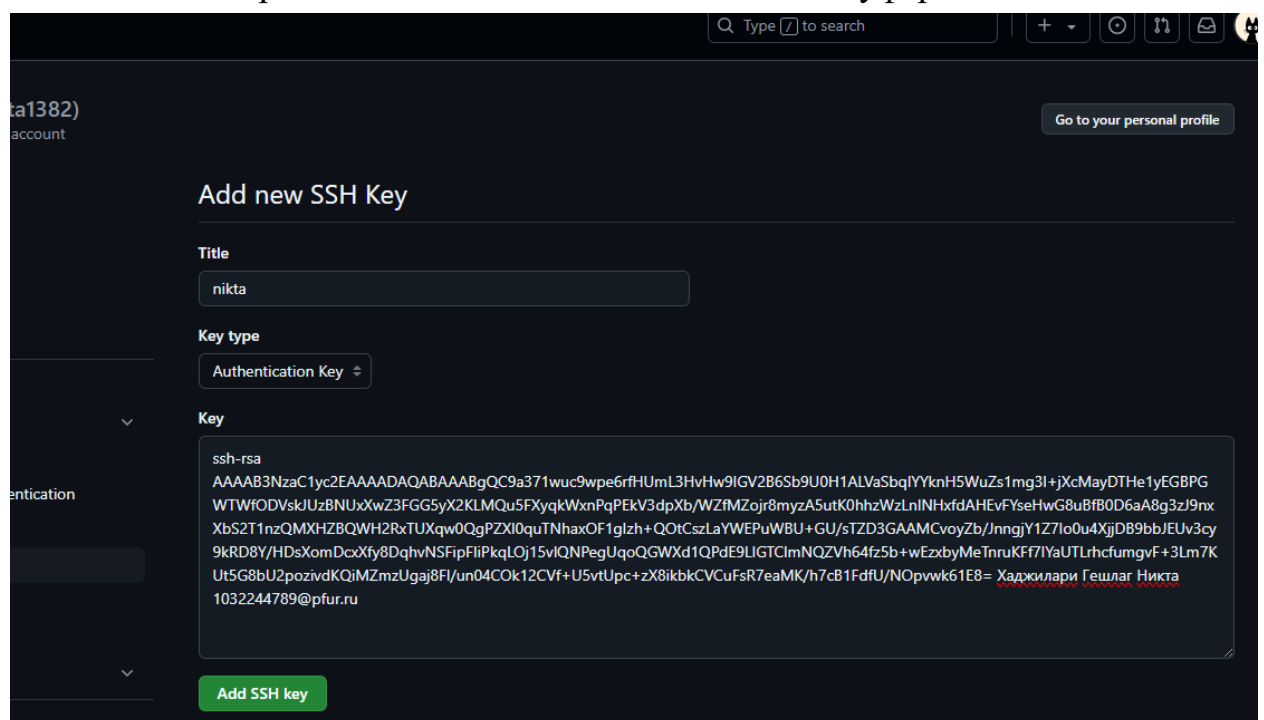 Type / to search
ta1382)
account
Go to your personal profile
Add new SSH Key
Title
nikta
Key type
Authentication Key
Key
ssh-rsa
AAAAB3NzaC1yc2EAAAADAQABAAABgQC9a371wuc9wpe6rfHUmL3HvHw9IGV2B6Sb9U0H1ALVaSbqlYYknH5WuZs1mg3I+jXcMayDTHe1yEGBPG
WTWfODVskJUzBNUxXwZ3FGG5yX2KLMQu5FXyqkWxnPqPEkV3dpXb/WZfMZojr8myzA5utK0hhzWzLnINHxfdAHEvFYseHwG8uBfB0D6aA8g3zJ9nx
XbS2T1nzQMXHZBQWH2RxTUXqw0QgPZXl0quTNhaxOF1glzh+QOtCszLaYWEPuWBU+GU/sTZD3GAAMCvoyZb/JnngjY1Z7Io0u4XjjDB9bbJEUv3cy
9kRD8Y/HDsXomDcxXfy8DqhvNSFipFliPkqLOj15vlQNPegUqoQGWXd1QPdE9LIGTClmNQZVh64fz5b+wEzxbyMeTnruKFf7lYaUTLrhcfumgvF+3Lm7K
Ut5G8bU2pozivdKQiMZmzUgaj8Fl/un04COk12CVf+U5vtUpc+zX8ikbkCVCuFsR7eaMK/h7cB1FdfU/NOpvwk61E8= Хаджилари Гешлаг Никта
1032244789@pfur.ru
entication
Add SSH key